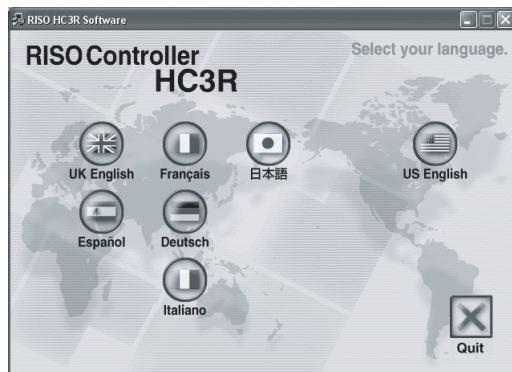 RISO HC3R Software
RISO Controller
HC3R
Select your language.
UK English
Français
日本語
US English
Español
Deutsch
Italiano
Quit